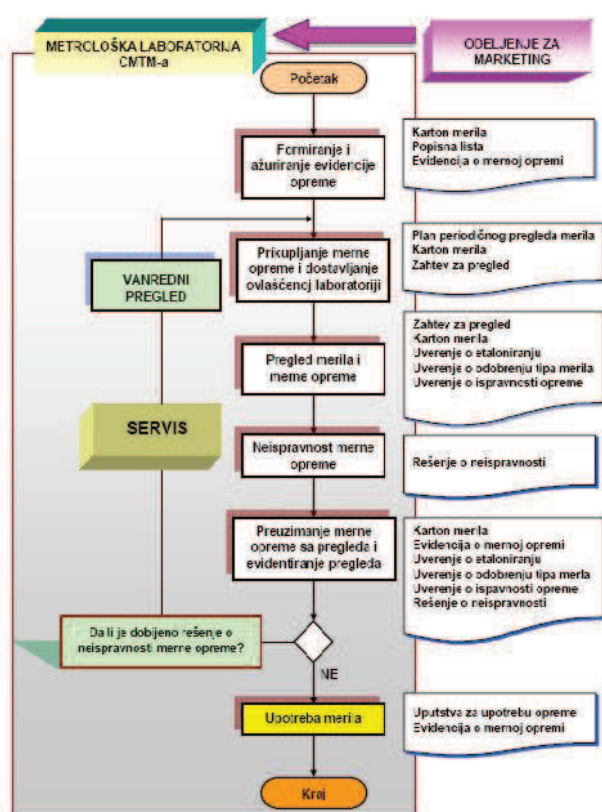 METROLOŠKA LABORATORIJA
CMTM-a
ODELJENJE ZA
MARKETING
Početak
Formiranje i
ažuriranje evidencije
opreme
Karton merila
Popisna lista
Evidencija o mernoj opremi
VANREDNI
PREGLED
Prikupljanje merne
opreme i dostavljanje
ovlašćenoj laboratoriji
Plan periodičnog pregleda merila
Karton merila
Zahtev za pregled
Pregled merila i
merne opreme
Zahtev za pregled
Karton merila
Uverenje o etaloniranju
Uverenje o odobrenju tipa merila
Uverenje o ispravnosti opreme
SERVIS
Neispravnost merne
opreme
Rešenje o neispravnosti
Preuzimanje merne
opreme sa pregleda i
evidentiranje pregleda
Karton merila
Evidencija o mernoj opremi
Uverenje o etaloniranju
Uverenje o odobrenju tipa merla
Uverenje o ispavnosti opreme
Rešenje o neispravnosti
Da li je dobijeno rešenje o
neispravnosti merne opreme?
NE
Upotreba merila
Uputstva za upotrebu opreme
Evidencija o mernoj opremi
Kraj